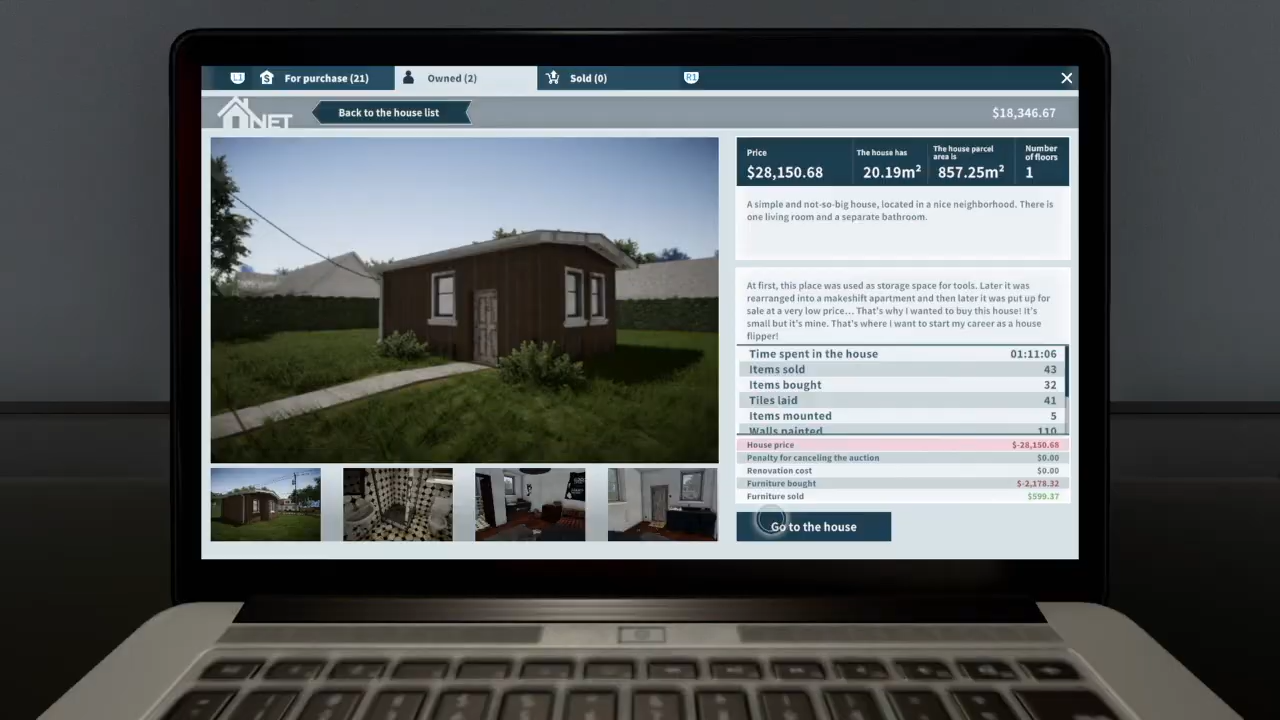 L1
For purchase (21)
Owned (2)
Sold (0)
R1
NET
Back to the house list
$18,346.67
Price
$28,150.68
The house has
20.19m²
The house parcel
area is
857.25m²
Number
of floors
1
A simple and not-so-big house, located in a nice neighborhood. There is
one living room and a separate bathroom.
At first, this place was used as storage space for tools. Later it was
rearranged into a makeshift apartment and then later it was put up for
sale at a very low price... That's why I wanted to buy this house! It's
small but it's mine. That's where I want to start my career as a house
flipper!
Time spent in the house 01:11:06
Items sold 43
Items bought 32
Tiles laid 41
Items mounted 5
Walls painted 110
House price $-28,150.68
Penalty for canceling the auction $0.00
Renovation cost $0.00
Furniture bought $-2,178.32
Furniture sold $599.37
Go to the house